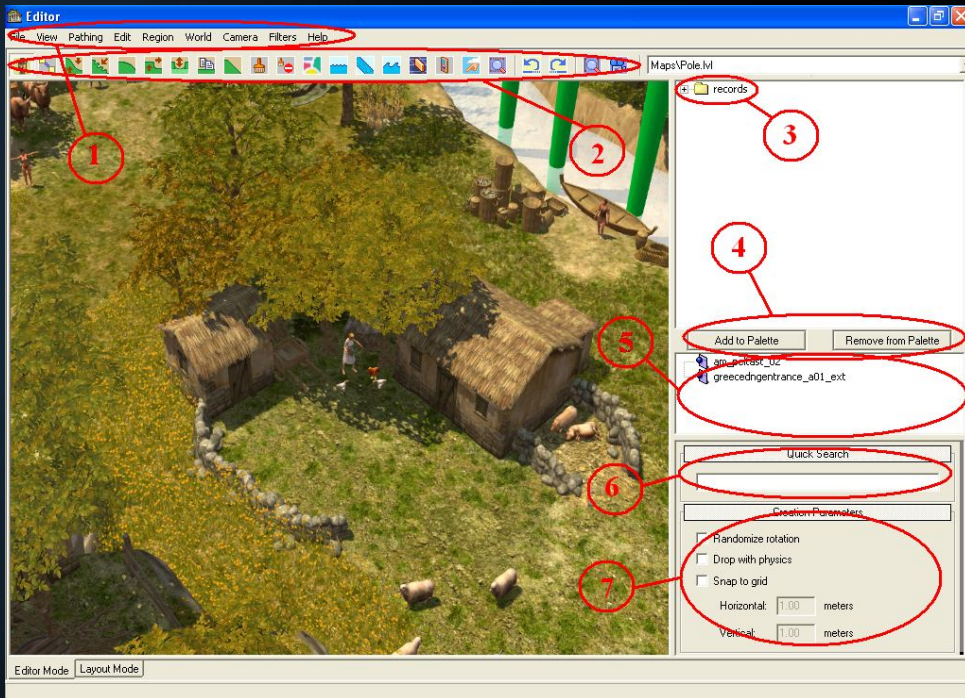 Editor
File View Pathing Edit Region World Camera Filters Help
Maps\Pole.lvl
records
1
2
3
4
Add to Palette Remove from Palette
5
am_polcast_02
greecedngentrance_a01_ext
Quick Search
6
Creation Parameters
Randomize rotation
Drop with physics
7
Snap to grid
Horizontal: 1.00 meters
Vertical: 1.00 meters
Editor Mode Layout Mode